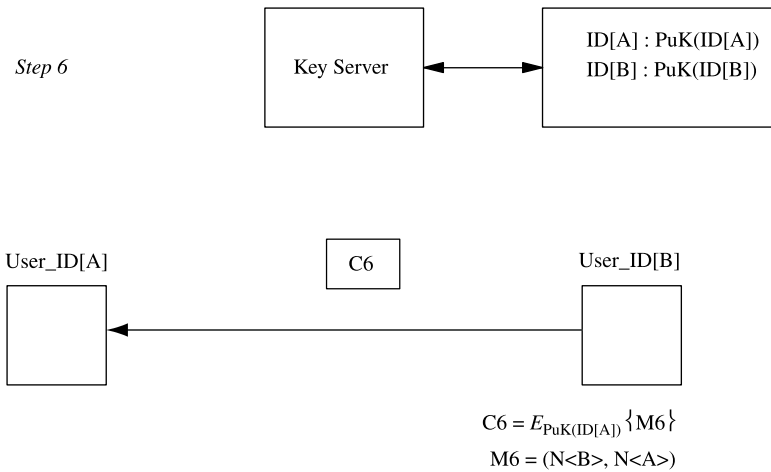 Step 6
Key Server
ID[A] : PuK(ID[A])
ID[B] : PuK(ID[B])
User_ID[A]
C6
User_ID[B]
C6 = E_PuK(ID[A]) {M6}
M6 = (N<B>, N<A>)